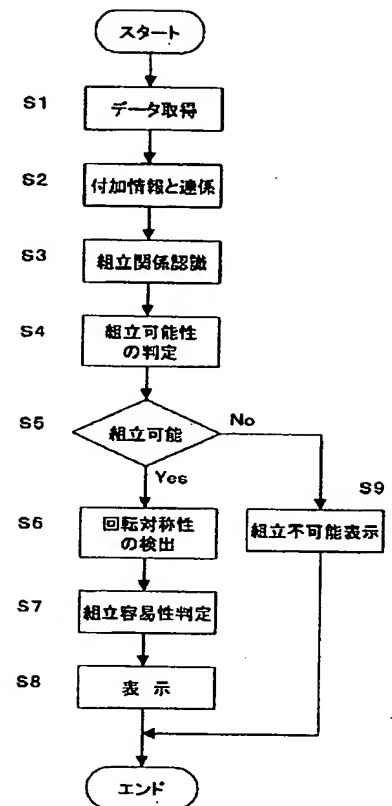 スタート
S1
データ取得
S2
付加情報と連係
S3
組立関係認識
S4
組立可能性
の判定
S5
組立可能
No
Yes
S9
S6
回転対称性
の検出
組立不可能表示
S7
組立容易性判定
S8
表 示
エンド